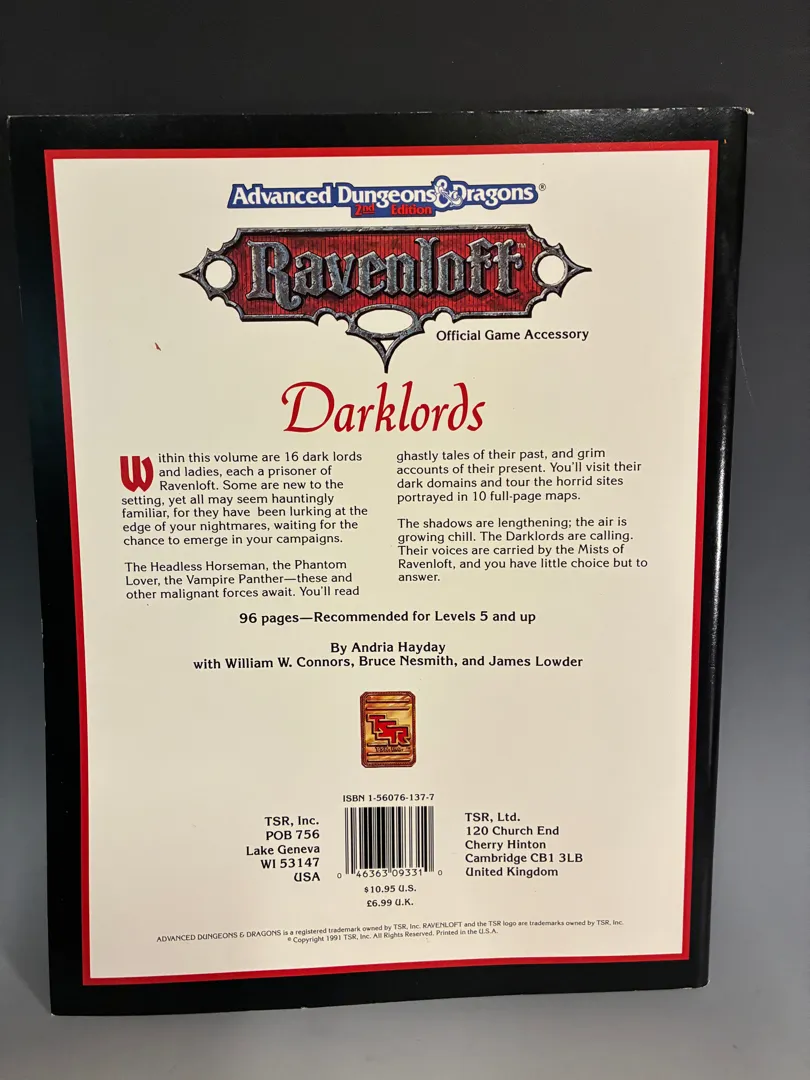 Advanced Dungeons & Dragons®
2nd Edition
Ravenloft™
Official Game Accessory
Darklords
Within this volume are 16 dark lords
and ladies, each a prisoner of
Ravenloft. Some are new to the
setting, yet all may seem hauntingly
familiar, for they have been lurking at the
edge of your nightmares, waiting for the
chance to emerge in your campaigns.
The Headless Horseman, the Phantom
Lover, the Vampire Panther—these and
other malignant forces await. You'll read
ghastly tales of their past, and grim
accounts of their present. You'll visit their
dark domains and tour the horrid sites
portrayed in 10 full-page maps.
The shadows are lengthening; the air is
growing chill. The Darklords are calling.
Their voices are carried by the Mists of
Ravenloft, and you have little choice but to
answer.
96 pages—Recommended for Levels 5 and up
By Andria Hayday
with William W. Connors, Bruce Nesmith, and James Lowder
TSR
ISBN 1-56076-137-7
TSR, Inc.
POB 756
Lake Geneva
WI 53147
USA
0 46363 09331 0
$10.95 U.S.
£6.99 U.K.
TSR, Ltd.
120 Church End
Cherry Hinton
Cambridge CB1 3LB
United Kingdom
ADVANCED DUNGEONS & DRAGONS is a registered trademark owned by TSR, Inc. RAVENLOFT and the TSR logo are trademarks owned by TSR, Inc.
© Copyright 1991 TSR, Inc. All Rights Reserved. Printed in the U.S.A.